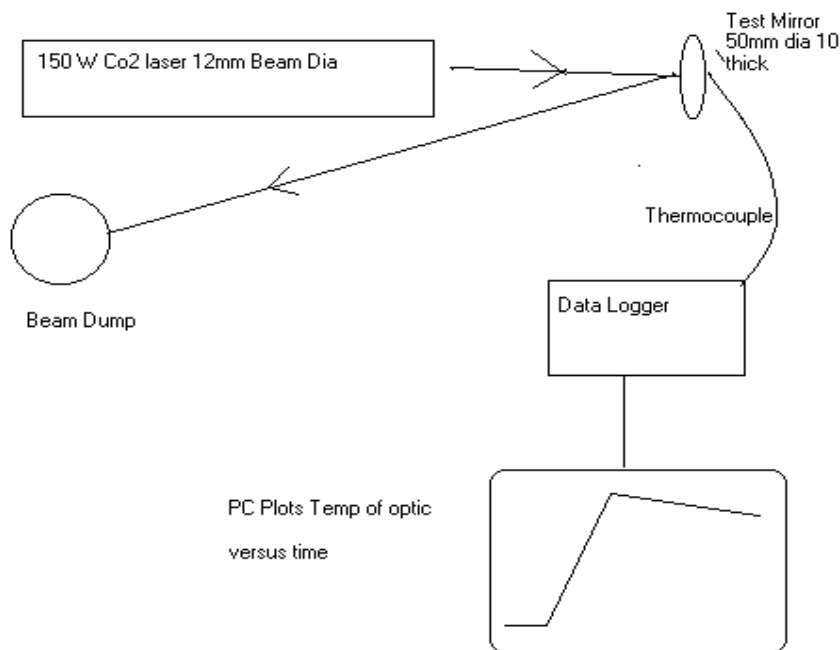 150 W Co2 laser 12mm Beam Dia
Test Mirror
50mm dia 10
thick
Thermocouple
Beam Dump
Data Logger
PC Plots Temp of optic
versus time